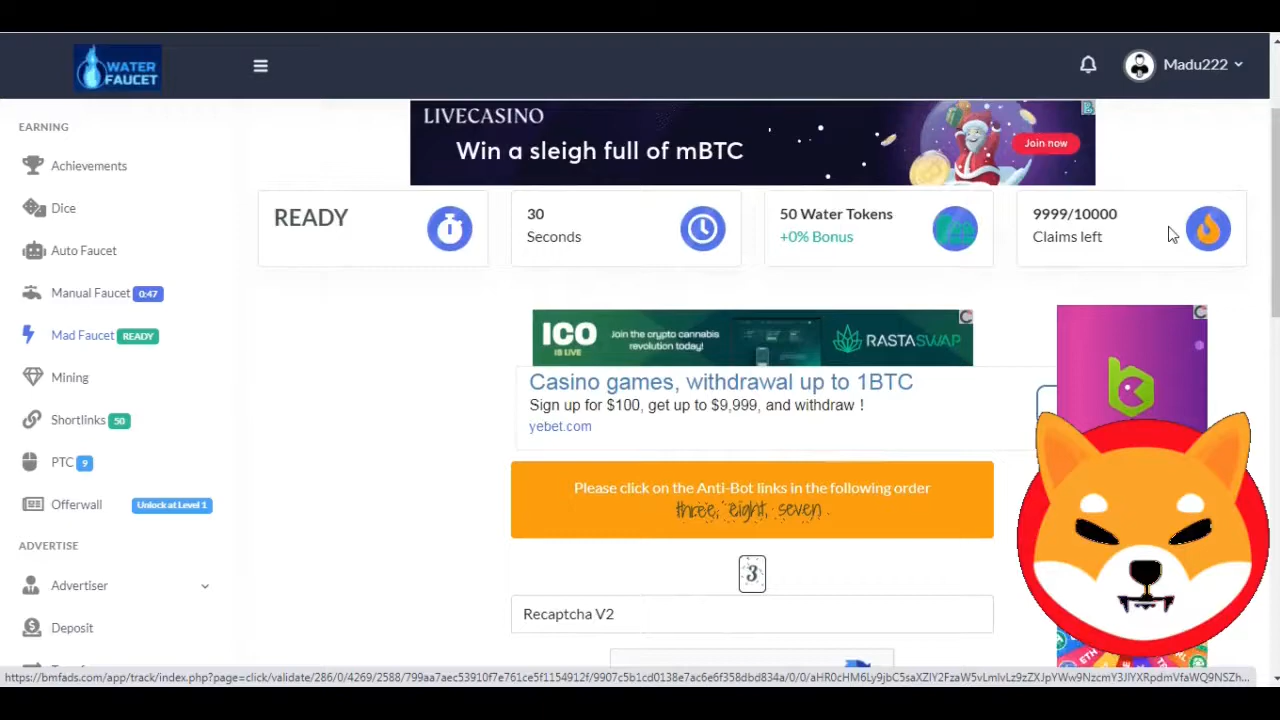 WATER
FAUCET
Madu222
EARNING
Achievements
Dice
Auto Faucet
Manual Faucet 0:47
Mad Faucet READY
Mining
Shortlinks 50
PTC 9
Offerwall Unlock at Level 1
ADVERTISE
Advertiser
Deposit
LIVECASINO
Win a sleigh full of mBTC
Join now
READY
30
Seconds
50 Water Tokens
+0% Bonus
9999/10000
Claims left
ICO
IS LIVE
Join the crypto cannabis
revolution today!
RASTASWAP
Casino games, withdrawal up to 1BTC
Sign up for $100, get up to $9,999, and withdraw !
yebet.com
Please click on the Anti-Bot links in the following order
three, eight, seven
3
Recaptcha V2